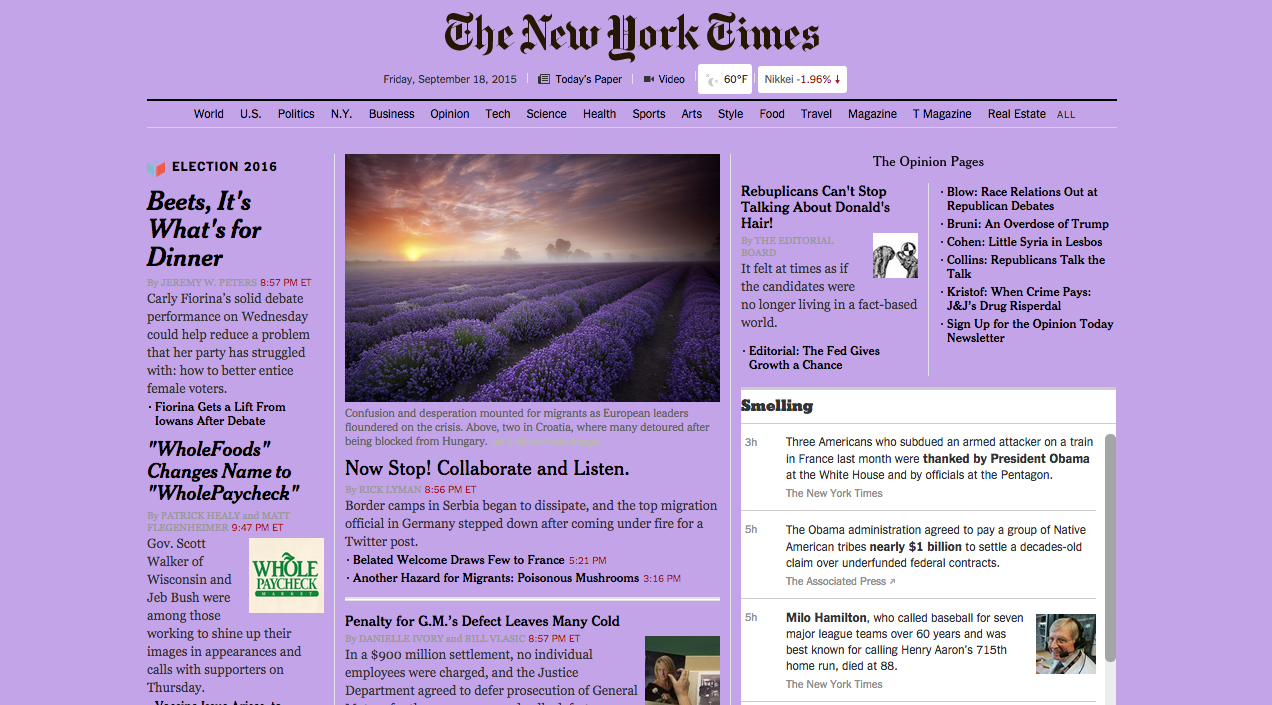 The New York Times
Friday, September 18, 2015
Today's Paper
Video
60°F
Nikkei -1.96% ↓
World U.S. Politics N.Y. Business Opinion Tech Science Health Sports Arts Style Food Travel Magazine T Magazine Real Estate ALL
ELECTION 2016
Beets, It's
What's for
Dinner
By JEREMY W. PETERS 8:57 PM ET
Carly Fiorina's solid debate
performance on Wednesday
could help reduce a problem
that her party has struggled
with: how to better entice
female voters.
· Fiorina Gets a Lift From
Iowans After Debate
"WholeFoods"
Changes Name to
"WholePaycheck"
By PATRICK HEALY and MATT
FLEGENHEIMER 9:47 PM ET
Gov. Scott
Walker of
Wisconsin and
Jeb Bush were
among those
working to shine up their
images in appearances and
calls with supporters on
Thursday.
WHOLE
PAYCHECK
MARKET
Confusion and desperation mounted for migrants as European leaders
floundered on the crisis. Above, two in Croatia, where many detoured after
being blocked from Hungary.
Now Stop! Collaborate and Listen.
By RICK LYMAN 8:56 PM ET
Border camps in Serbia began to dissipate, and the top migration
official in Germany stepped down after coming under fire for a
Twitter post.
· Belated Welcome Draws Few to France 5:21 PM
· Another Hazard for Migrants: Poisonous Mushrooms 3:16 PM
Penalty for G.M.'s Defect Leaves Many Cold
By DANIELLE IVORY and BILL VLASIC 8:57 PM ET
In a $900 million settlement, no individual
employees were charged, and the Justice
Department agreed to defer prosecution of General
The Opinion Pages
Rebuplicans Can't Stop
Talking About Donald's
Hair!
By THE EDITORIAL
BOARD
It felt at times as if
the candidates were
no longer living in a fact-based
world.
· Editorial: The Fed Gives
Growth a Chance
· Blow: Race Relations Out at
Republican Debates
· Bruni: An Overdose of Trump
· Cohen: Little Syria in Lesbos
· Collins: Republicans Talk the
Talk
· Kristof: When Crime Pays:
J&J's Drug Risperdal
· Sign Up for the Opinion Today
Newsletter
Smelling
3h
Three Americans who subdued an armed attacker on a train
in France last month were thanked by President Obama
at the White House and by officials at the Pentagon.
The New York Times
5h
The Obama administration agreed to pay a group of Native
American tribes nearly $1 billion to settle a decades-old
claim over underfunded federal contracts.
The Associated Press ↗
5h
Milo Hamilton, who called baseball for seven
major league teams over 60 years and was
best known for calling Henry Aaron's 715th
home run, died at 88.
The New York Times